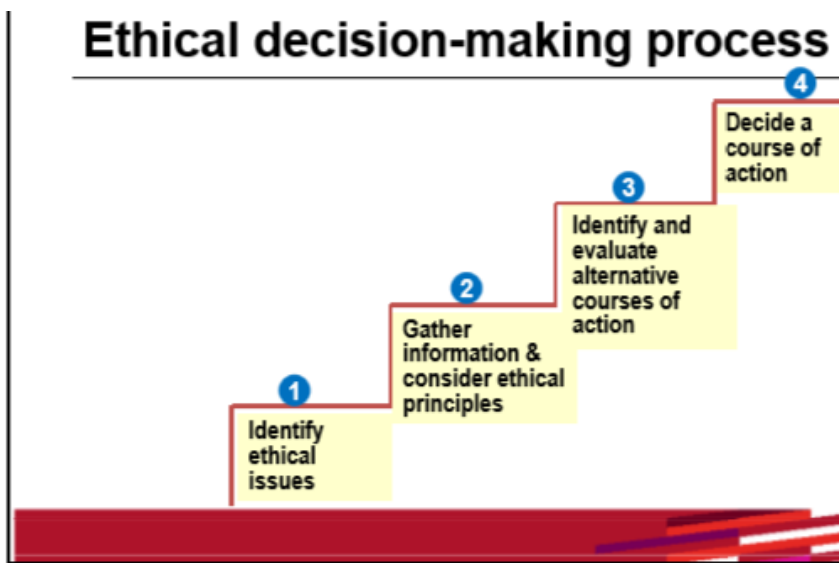 Ethical decision-making process
4
Decide a
course of
action
3
Identify and
evaluate
alternative
courses of
action
2
Gather
information &
consider ethical
principles
1
Identify
ethical
issues